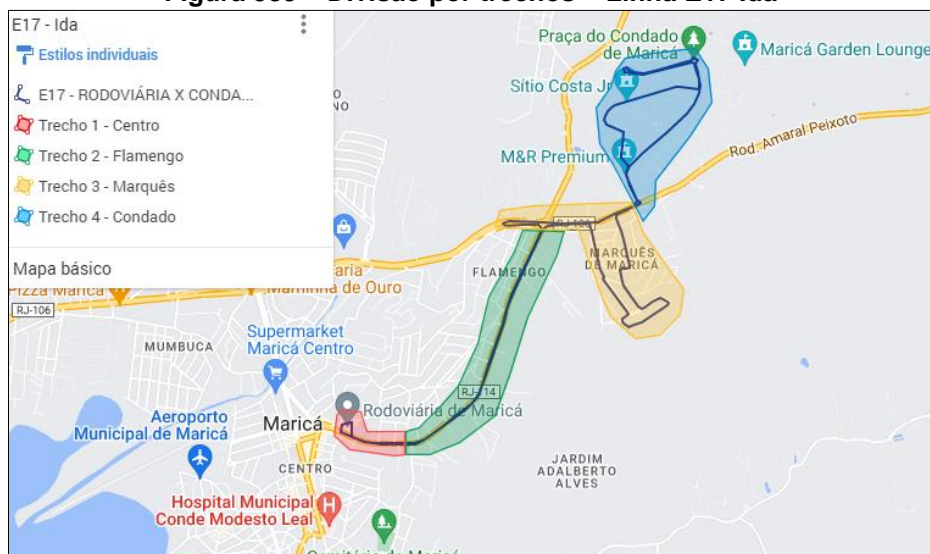 E17 - Ida
Estilos individuais
E17 - RODOVIÁRIA X CONDA...
Trecho 1 - Centro
Trecho 2 - Flamengo
Trecho 3 - Marquês
Trecho 4 - Condado
Mapa básico
Praça do Condado
de Maricá
Maricá Garden Lounge
Sítio Costa Jr
M&R Premium
Rod. Amaral Peixoto
RJ-106
MARQUÊS
DE MARICÁ
FLAMENGO
Maminha de Ouro
Pizza Maricá
RJ-106
MUMBUCA
Supermarket
Maricá Centro
RJ-114
Rodoviária de Maricá
Maricá
Aeroporto
Municipal de Maricá
CENTRO
JARDIM
ADALBERTO
ALVES
Hospital Municipal
Conde Modesto Leal